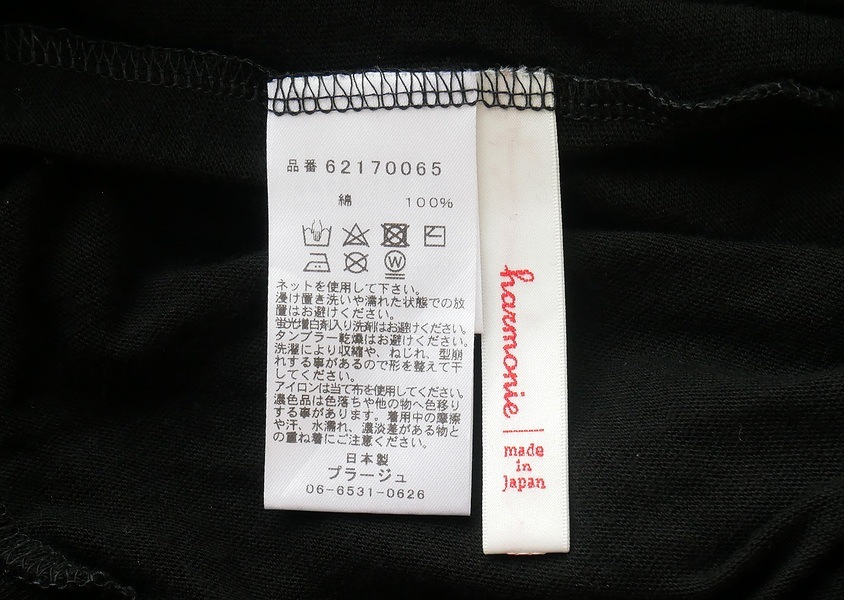 品番 62170065
綿 100%
W
ネットを使用して下さい。
浸け置き洗いや濡れた状態での放
置はお避けください。
蛍光増白剤入り洗剤はお避けください。
タンブラー乾燥はお避けください。
洗濯により収縮や、ねじれ、型崩
れする事があるので形を整えて干
してください。
アイロンは当て布を使用してください。
濃色品は色落ちや他の物へ色移り
する事があります。着用中の摩擦
や汗、水濡れ、濃淡差がある物と
の重ね着にご注意ください。
日本製
プラージュ
06-6531-0626
harmonie
made
in
Japan